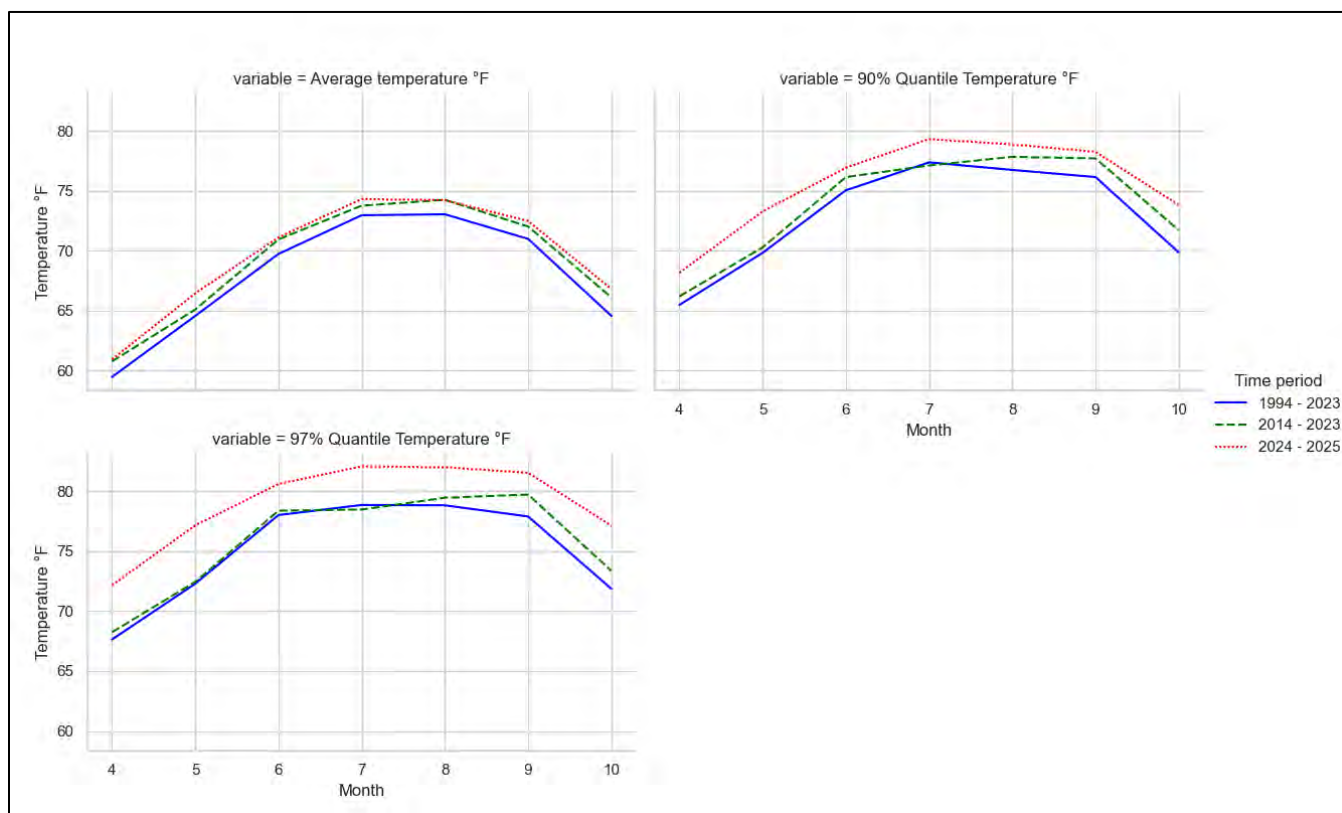 variable = Average temperature °F
80
75
70
65
60
Temperature °F
variable = 90% Quantile Temperature °F
4
5
6
7
8
9
10
Month
Time period
1994 - 2023
2014 - 2023
2024 - 2025
variable = 97% Quantile Temperature °F
80
75
70
65
60
Temperature °F
4
5
6
7
8
9
10
Month